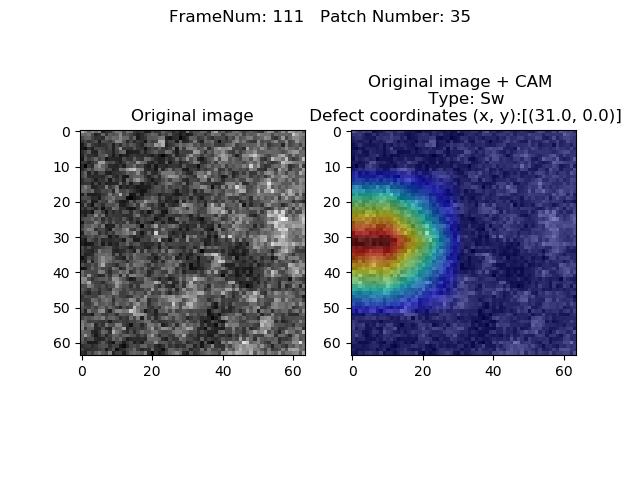 FrameNum: 111   Patch Number: 35
Original image
Original image + CAM
Type: Sw
Defect coordinates (x, y):[(31.0, 0.0)]
0
10
20
30
40
50
60
0 20 40 60
0
10
20
30
40
50
60
0 20 40 60